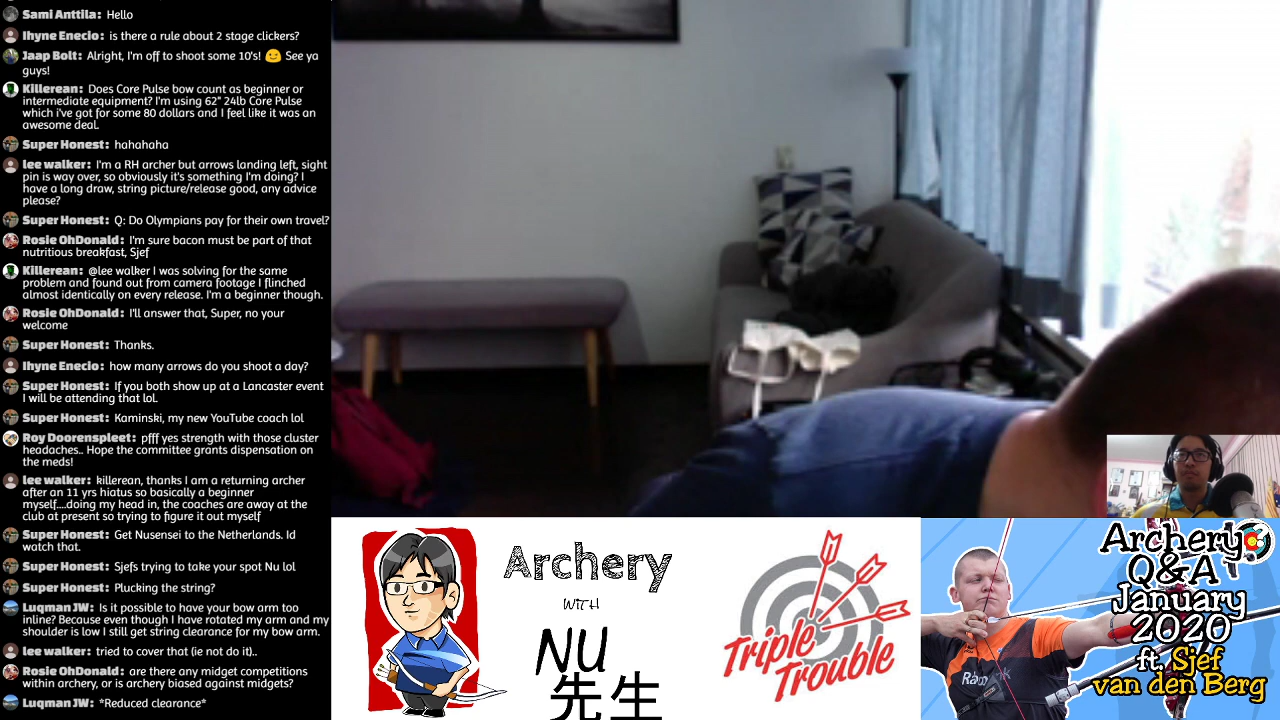 Sami Anttila: Hello
Ihyne Enecio: is there a rule about 2 stage clickers?
Jaap Bolt: Alright, I'm off to shoot some 10's! 😉 See ya
guys!
Killerean: Does Core Pulse bow count as beginner or
intermediate equipment? I'm using 62" 24lb Core Pulse
which i've got for some 80 dollars and I feel like it was an
awesome deal.
Super Honest: hahahaha
lee walker: I'm a RH archer but arrows landing left, sight
pin is way over, so obviously it's something I'm doing? I
have a long draw, string picture/release good, any advice
please?
Super Honest: Q: Do Olympians pay for their own travel?
Rosie OhDonald: I'm sure bacon must be part of that
nutritious breakfast, Sjef
Killerean: @lee walker I was solving for the same
problem and found out from camera footage I flinched
almost identically on every release. I'm a beginner though.
Rosie OhDonald: I'll answer that, Super, no your
welcome
Super Honest: Thanks.
Ihyne Enecio: how many arrows do you shoot a day?
Super Honest: If you both show up at a Lancaster event
I will be attending that lol.
Super Honest: Kaminski, my new YouTube coach lol
Roy Doorenspleet: pfff yes strength with those cluster
headaches.. Hope the committee grants dispensation on
the meds!
lee walker: killerean, thanks I am a returning archer
after an 11 yrs hiatus so basically a beginner
myself....doing my head in, the coaches are away at the
club at present so trying to figure it out myself
Super Honest: Get Nusensei to the Netherlands. Id
watch that.
Super Honest: Sjefs trying to take your spot Nu lol
Super Honest: Plucking the string?
Luqman JW: Is it possible to have your bow arm too
inline? Because even though I have rotated my arm and my
shoulder is low I still get string clearance for my bow arm.
lee walker: tried to cover that (ie not do it)..
Rosie OhDonald: are there any midget competitions
within archery, or is archery biased against midgets?
Luqman JW: *Reduced clearance*
Archery
WITH
NU
先生
Triple
Trouble
Archery
Q&A
January
2020
ft. Sjef
van den Berg